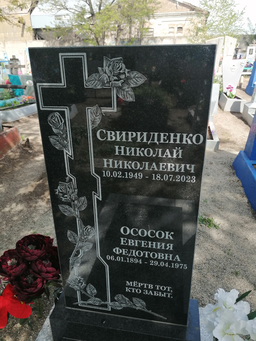 СВИРИДЕНКО
НИКОЛАЙ
НИКОЛАЕВИЧ
10.02.1949 - 18.07.2023
ОСОСОК
ЕВГЕНИЯ
ФЕДОТОВНА
06.01.1894 - 29.04.1975
МЁРТВ ТОТ,
КТО ЗАБЫТ.